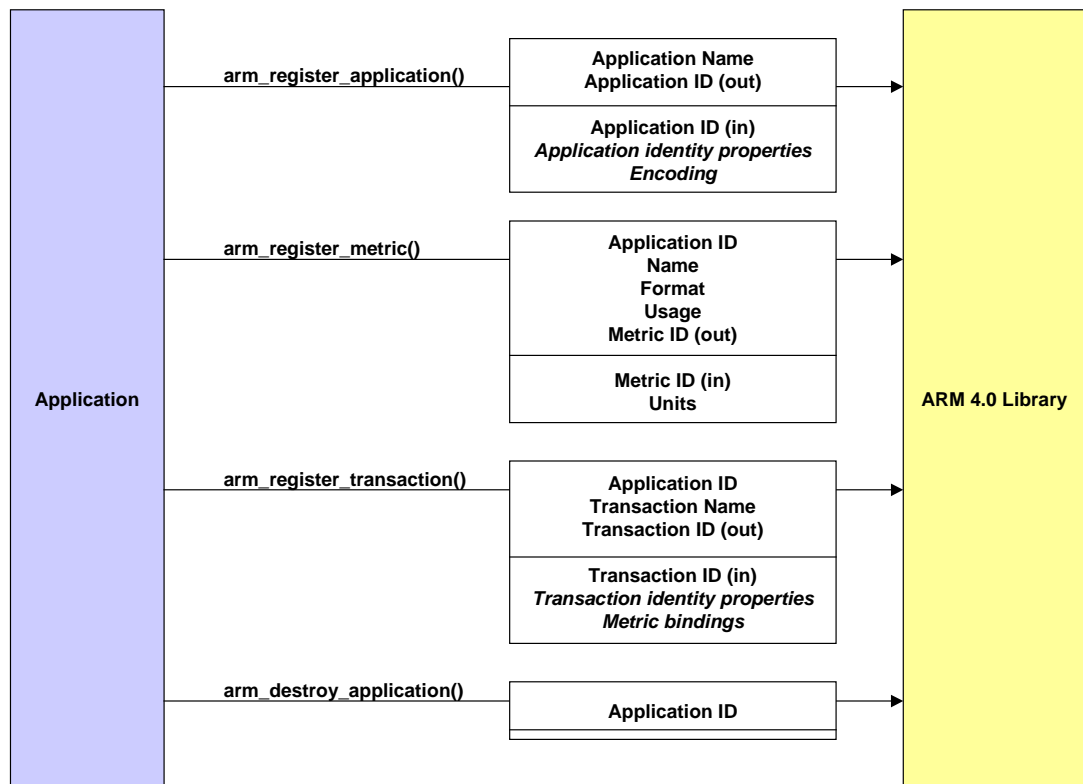 arm_register_application()
Application Name
Application ID (out)
Application ID (in)
Application identity properties
Encoding
arm_register_metric()
Application ID
Name
Format
Usage
Metric ID (out)
Metric ID (in)
Units
Application
ARM 4.0 Library
arm_register_transaction()
Application ID
Transaction Name
Transaction ID (out)
Transaction ID (in)
Transaction identity properties
Metric bindings
arm_destroy_application()
Application ID